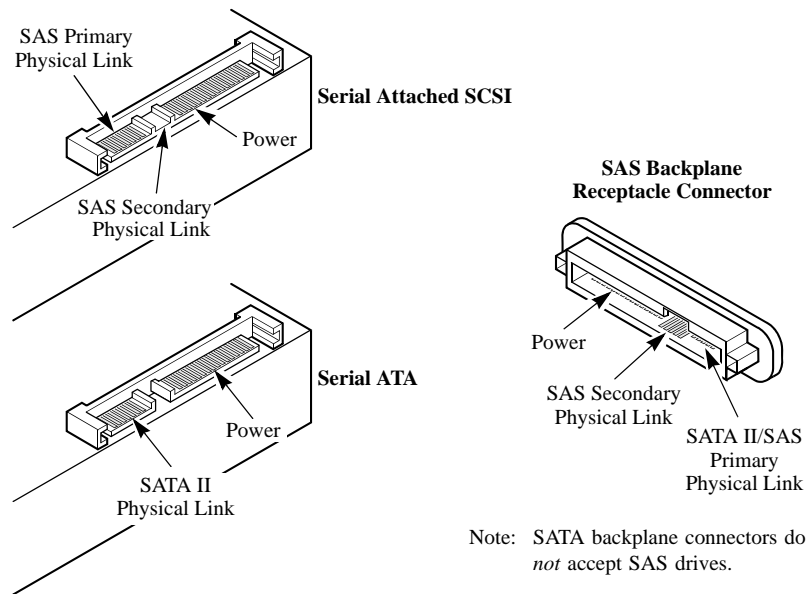 SAS Primary
Physical Link
Serial Attached SCSI
Power
SAS Secondary
Physical Link
Serial ATA
Power
SATA II
Physical Link
SAS Backplane
Receptacle Connector
Power
SAS Secondary
Physical Link
SATA II/SAS
Primary
Physical Link
Note: SATA backplane connectors do
not accept SAS drives.